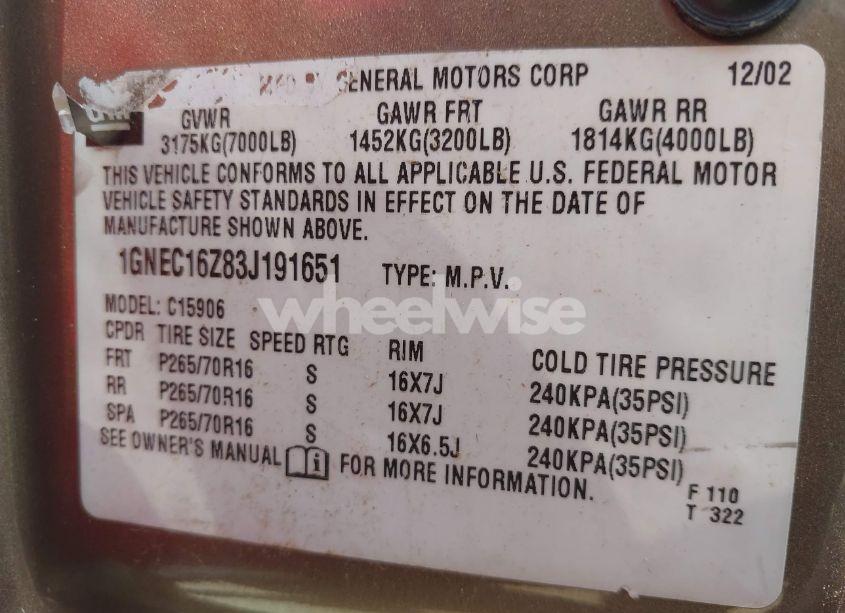 MFD BY GENERAL MOTORS CORP 12/02
GM
GVWR GAWR FRT GAWR RR
3175KG(7000LB) 1452KG(3200LB) 1814KG(4000LB)
THIS VEHICLE CONFORMS TO ALL APPLICABLE U.S. FEDERAL MOTOR
VEHICLE SAFETY STANDARDS IN EFFECT ON THE DATE OF
MANUFACTURE SHOWN ABOVE.
1GNEC16Z83J191651 TYPE: M.P.V.
wheelwise
MODEL: C15906
CPDR TIRE SIZE SPEED RTG RIM COLD TIRE PRESSURE
FRT P265/70R16 S 16X7J 240KPA(35PSI)
RR P265/70R16 S 16X7J 240KPA(35PSI)
SPA P265/70R16 S 16X6.5J 240KPA(35PSI)
SEE OWNER'S MANUAL i FOR MORE INFORMATION.
F 110
T 322